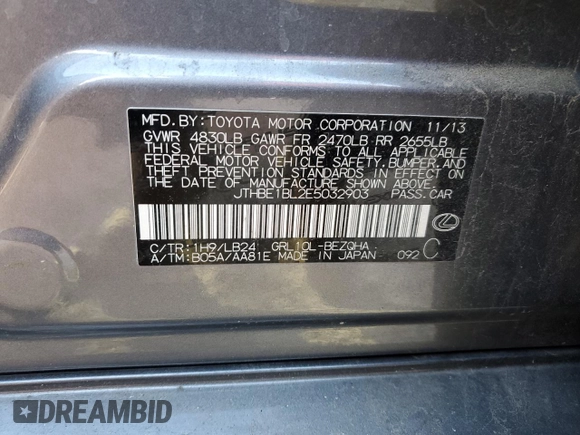 MFD. BY: TOYOTA MOTOR CORPORATION 11/13
GVWR 4830LB GAWR FR 2470LB RR 2655LB
THIS VEHICLE CONFORMS TO ALL APPLICABLE
FEDERAL MOTOR VEHICLE SAFETY, BUMPER, AND
THEFT PREVENTION STANDARDS IN EFFECT ON
THE DATE OF MANUFACTURE SHOWN ABOVE.
JTHBE1BL2E5032903 PASS. CAR
C/TR: 1H9/LB24 GRL10L-BEZQHA
A/TM: B05A/AA81E MADE IN JAPAN 092 C
DREAMBID